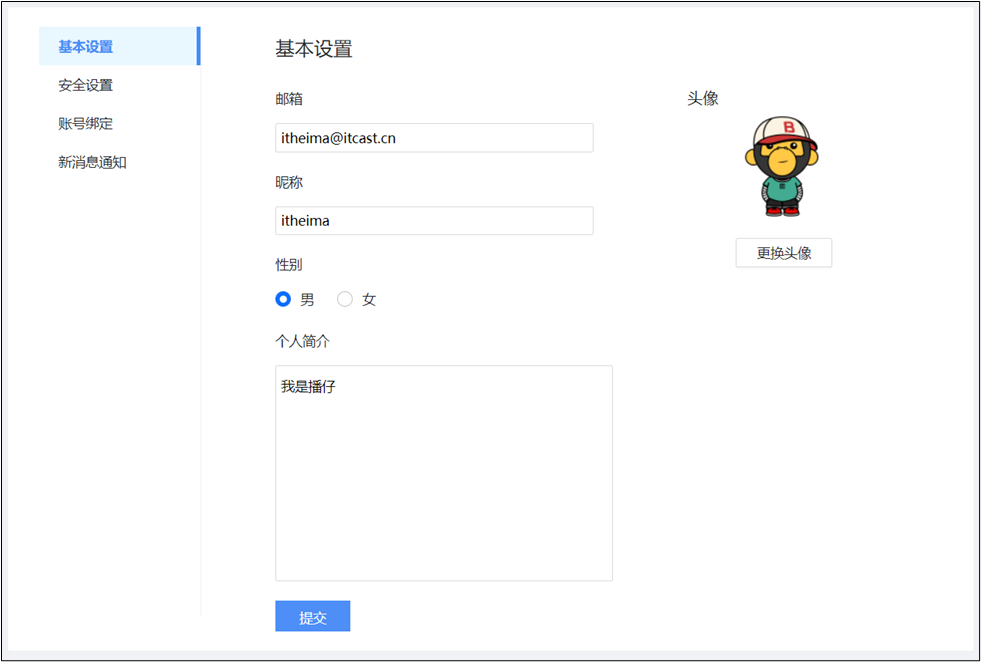 基本设置
安全设置
账号绑定
新消息通知
基本设置
邮箱
itheima@itcast.cn
昵称
itheima
性别
男 女
个人简介
我是播仔
提交
头像
B
更换头像